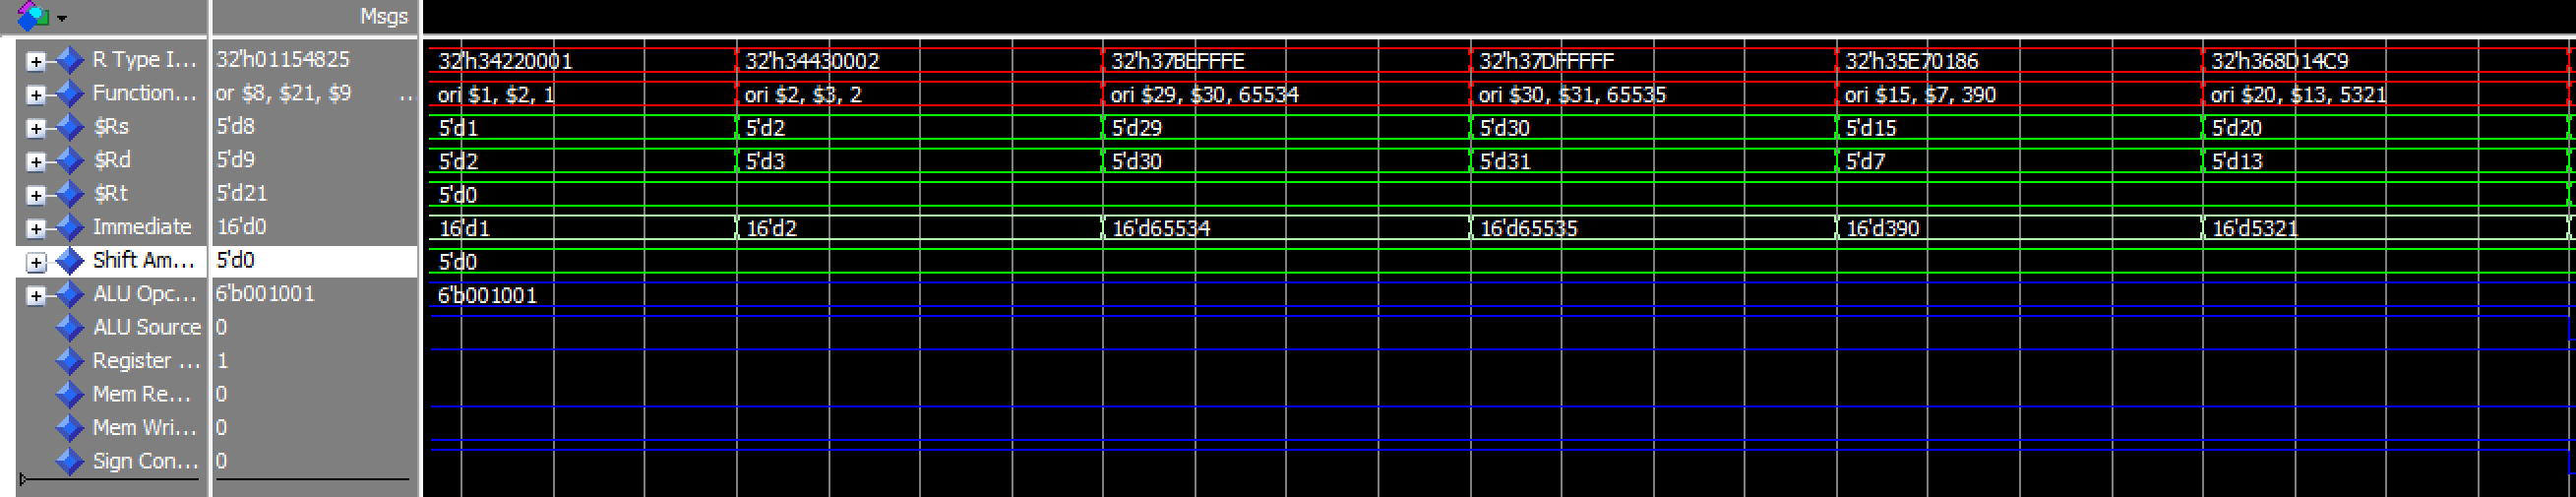 Msgs
R Type I... 32'h01154825 32'h34220001 32'h34430002 32'h37BEFFFE 32'h37DFFFFF 32'h35E70186 32'h368D14C9
Function... or $8, $21, $9 ... ori $1, $2, 1 ori $2, $3, 2 ori $29, $30, 65534 ori $30, $31, 65535 ori $15, $7, 390 ori $20, $13, 5321
$Rs 5'd8 5'd1 5'd2 5'd29 5'd30 5'd15 5'd20
$Rd 5'd9 5'd2 5'd3 5'd30 5'd31 5'd7 5'd13
$Rt 5'd21 5'd0
Immediate 16'd0 16'd1 16'd2 16'd65534 16'd65535 16'd390 16'd5321
Shift Am... 5'd0 5'd0
ALU Opc... 6'b001001 6'b001001
ALU Source 0
Register ... 1
Mem Re... 0
Mem Wri... 0
Sign Con... 0